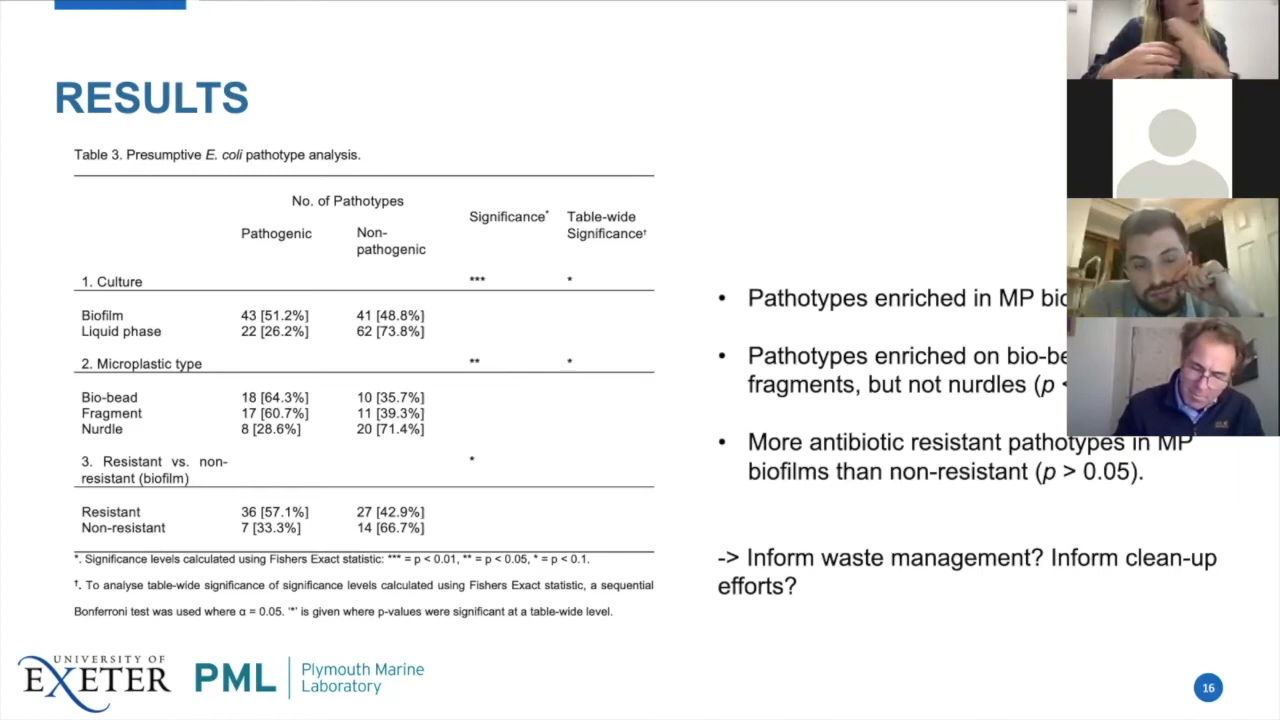 RESULTS
Table 3. Presumptive E. coli pathotype analysis.
No. of Pathotypes
Pathogenic
Non-
pathogenic
Significance*
Table-wide
Significance†
1. Culture *** *
Biofilm 43 [51.2%] 41 [48.8%]
Liquid phase 22 [26.2%] 62 [73.8%]
2. Microplastic type ** *
Bio-bead 18 [64.3%] 10 [35.7%]
Fragment 17 [60.7%] 11 [39.3%]
Nurdle 8 [28.6%] 20 [71.4%]
3. Resistant vs. non- *
resistant (biofilm)
Resistant 36 [57.1%] 27 [42.9%]
Non-resistant 7 [33.3%] 14 [66.7%]
*. Significance levels calculated using Fishers Exact statistic: *** = p < 0.01, ** = p < 0.05, * = p < 0.1.
†. To analyse table-wide significance of significance levels calculated using Fishers Exact statistic, a sequential
Bonferroni test was used where α = 0.05. '*' is given where p-values were significant at a table-wide level.
• Pathotypes enriched in MP bio
• Pathotypes enriched on bio-be
fragments, but not nurdles (p <
• More antibiotic resistant pathotypes in MP
biofilms than non-resistant (p > 0.05).
-> Inform waste management? Inform clean-up
efforts?
UNIVERSITY OF
EXETER
PML
Plymouth Marine
Laboratory
16